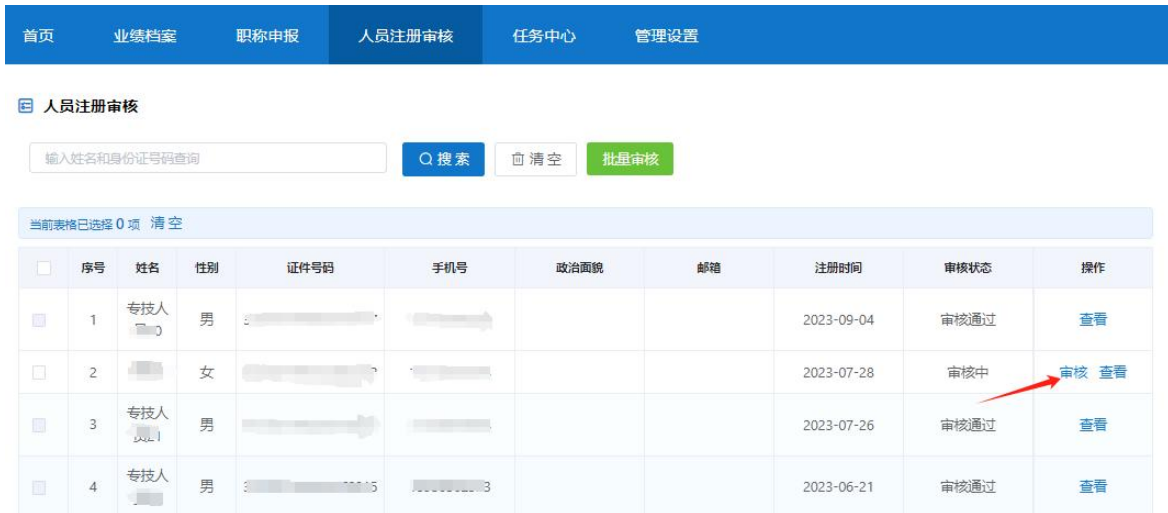 首页 业绩档案 职称申报 人员注册审核 任务中心 管理设置
人员注册审核
输入姓名和身份证号码查询 搜索 清空 批量审核
当前表格已选择 0 项 清空
序号 姓名 性别 证件号码 手机号 政治面貌 邮箱 注册时间 审核状态 操作
1 专技人 男 2023-09-04 审核通过 查看
2 女 2023-07-28 审核中 审核 查看
3 专技人 男 2023-07-26 审核通过 查看
4 专技人 男 2023-06-21 审核通过 查看